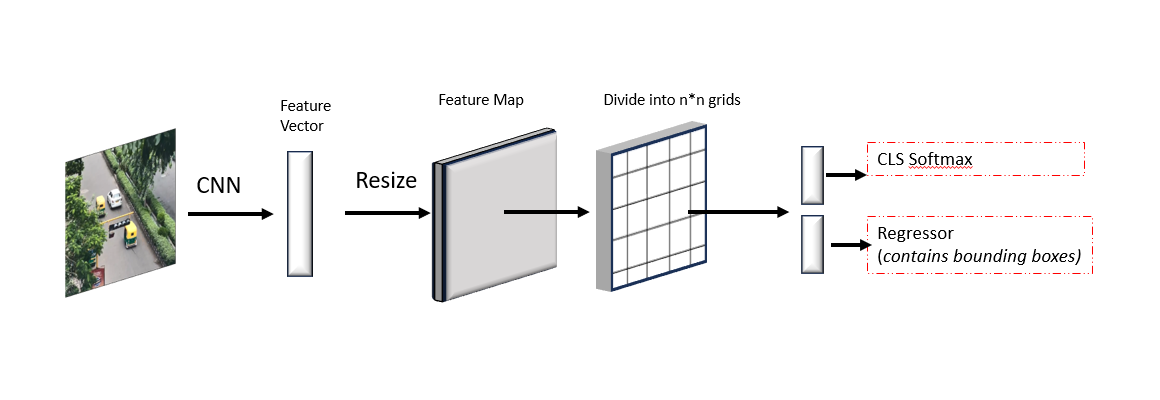 Feature
Vector
Feature Map
Divide into n*n grids
CNN
Resize
CLS Softmax
Regressor
(contains bounding boxes)